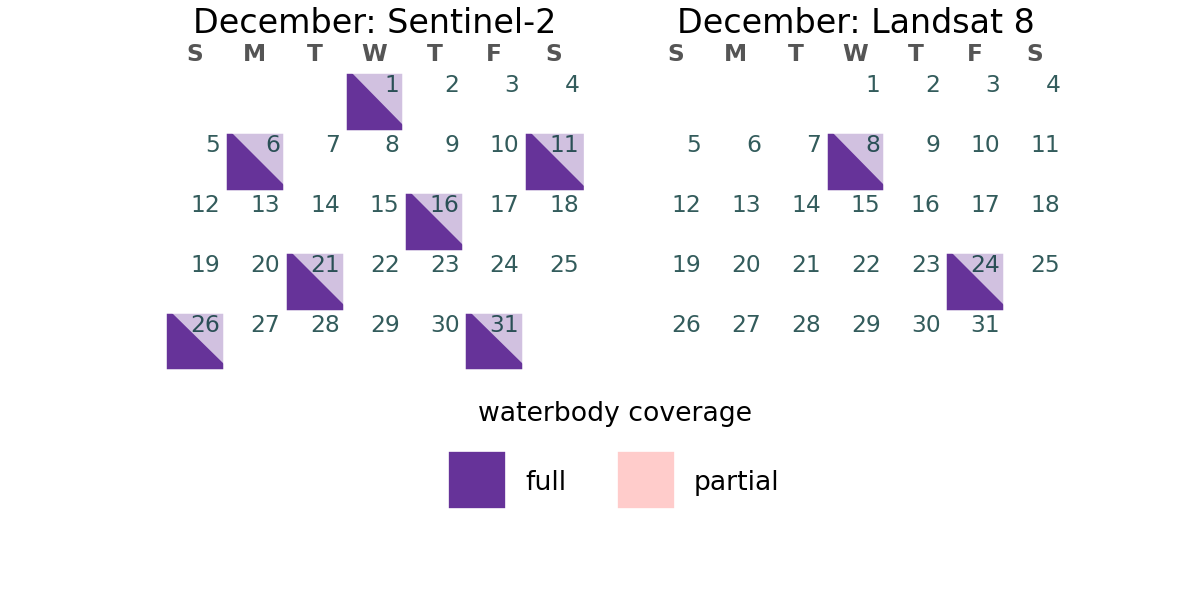 December: Sentinel-2
S M T W T F S
1 2 3 4
5 6 7 8 9 10 11
12 13 14 15 16 17 18
19 20 21 22 23 24 25
26 27 28 29 30 31
December: Landsat 8
S M T W T F S
1 2 3 4
5 6 7 8 9 10 11
12 13 14 15 16 17 18
19 20 21 22 23 24 25
26 27 28 29 30 31
waterbody coverage
full partial